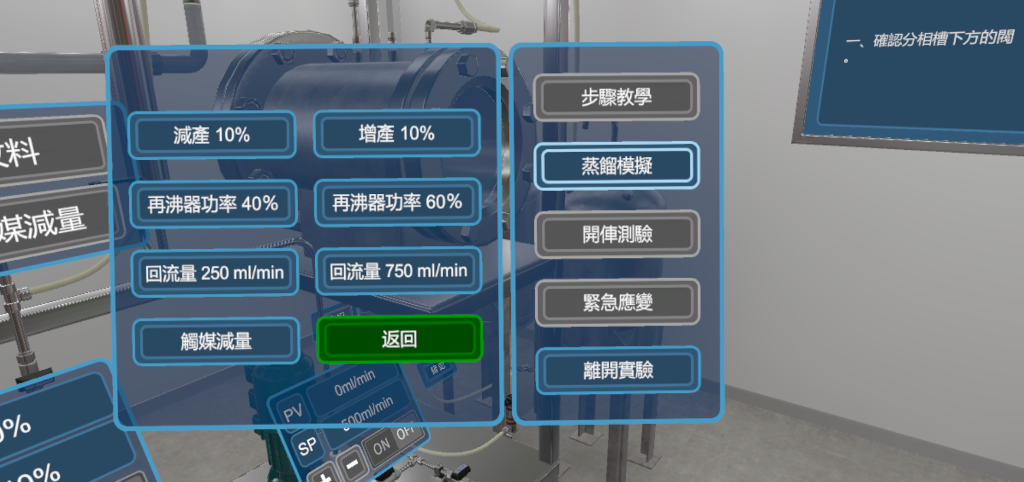 一、確認分相槽下方的閥
。
料
媒減量
減產 10%
增產 10%
再沸器功率 40%
再沸器功率 60%
回流量 250 ml/min
回流量 750 ml/min
觸媒減量
返回
步驟教學
蒸餾模擬
開俥測驗
緊急應變
離開實驗
PV
0ml/min
SP
500ml/min
+
-
ON
OFF
0%